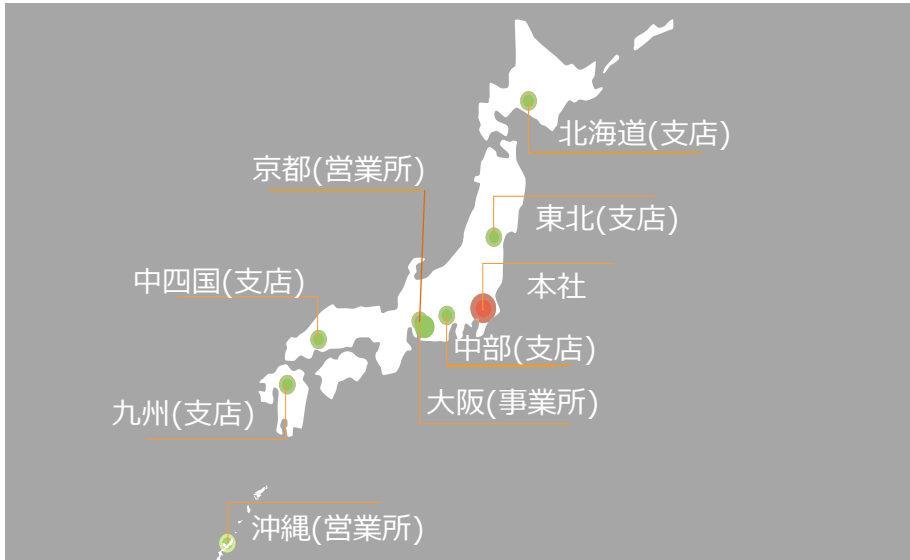 北海道(支店)
京都(営業所)
東北(支店)
中四国(支店)
本社
中部(支店)
九州(支店)
大阪(事業所)
沖縄(営業所)